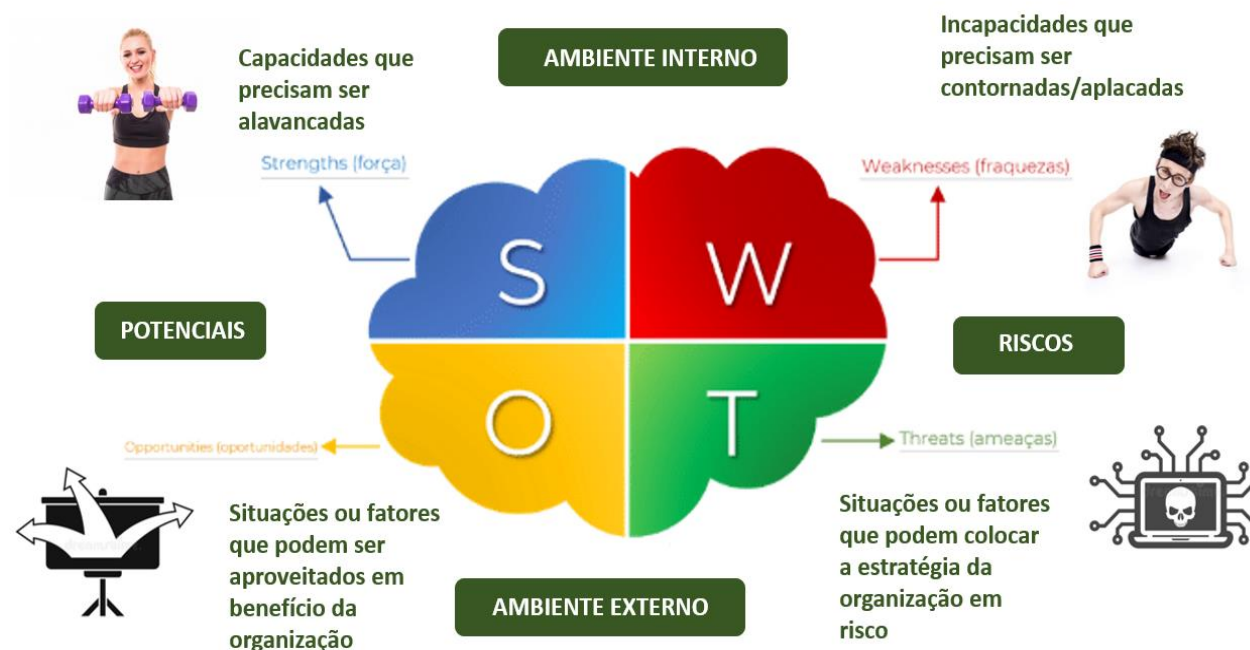 AMBIENTE INTERNO
Capacidades que
precisam ser
alavancadas
Incapacidades que
precisam ser
contornadas/aplacadas
Strengths (força)
Weaknesses (fraquezas)
S
W
POTENCIAIS
RISCOS
O
T
Opportunities (oportunidades)
Threats (ameaças)
Situações ou fatores
que podem ser
aproveitados em
benefício da
organização
Situações ou fatores
que podem colocar
a estratégia da
organização em
risco
AMBIENTE EXTERNO